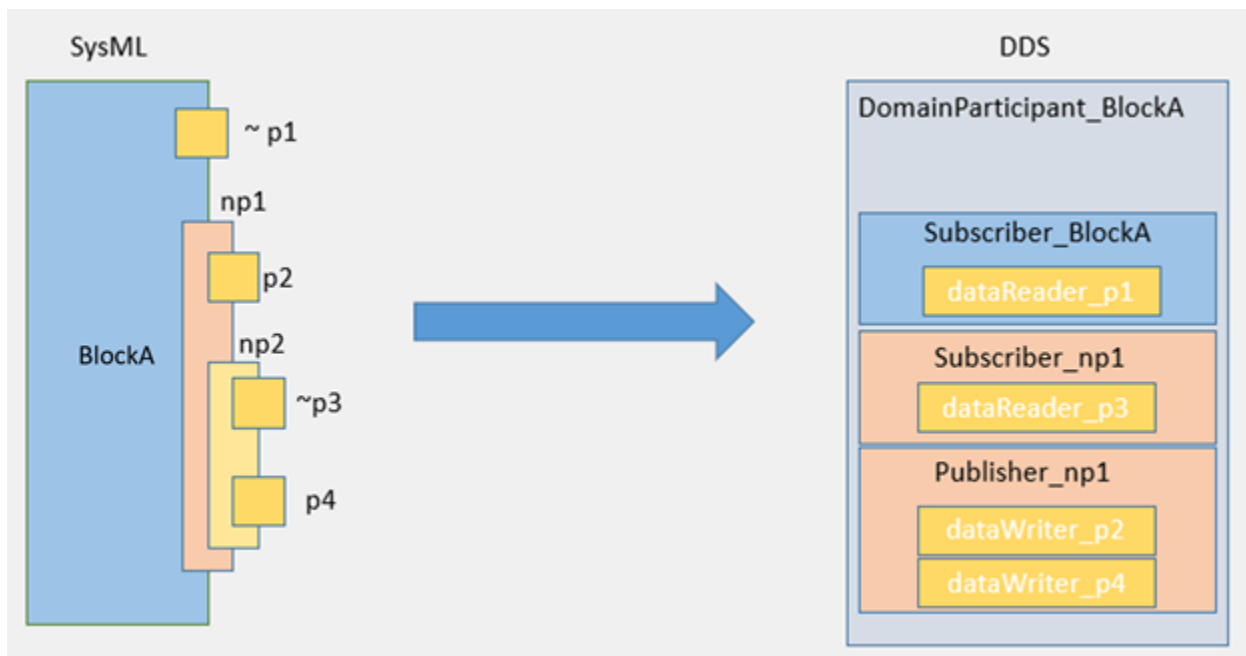 SysML
~ p1
np1
p2
np2
BlockA
~p3
p4
DDS
DomainParticipant_BlockA
Subscriber_BlockA
dataReader_p1
Subscriber_np1
dataReader_p3
Publisher_np1
dataWriter_p2
dataWriter_p4